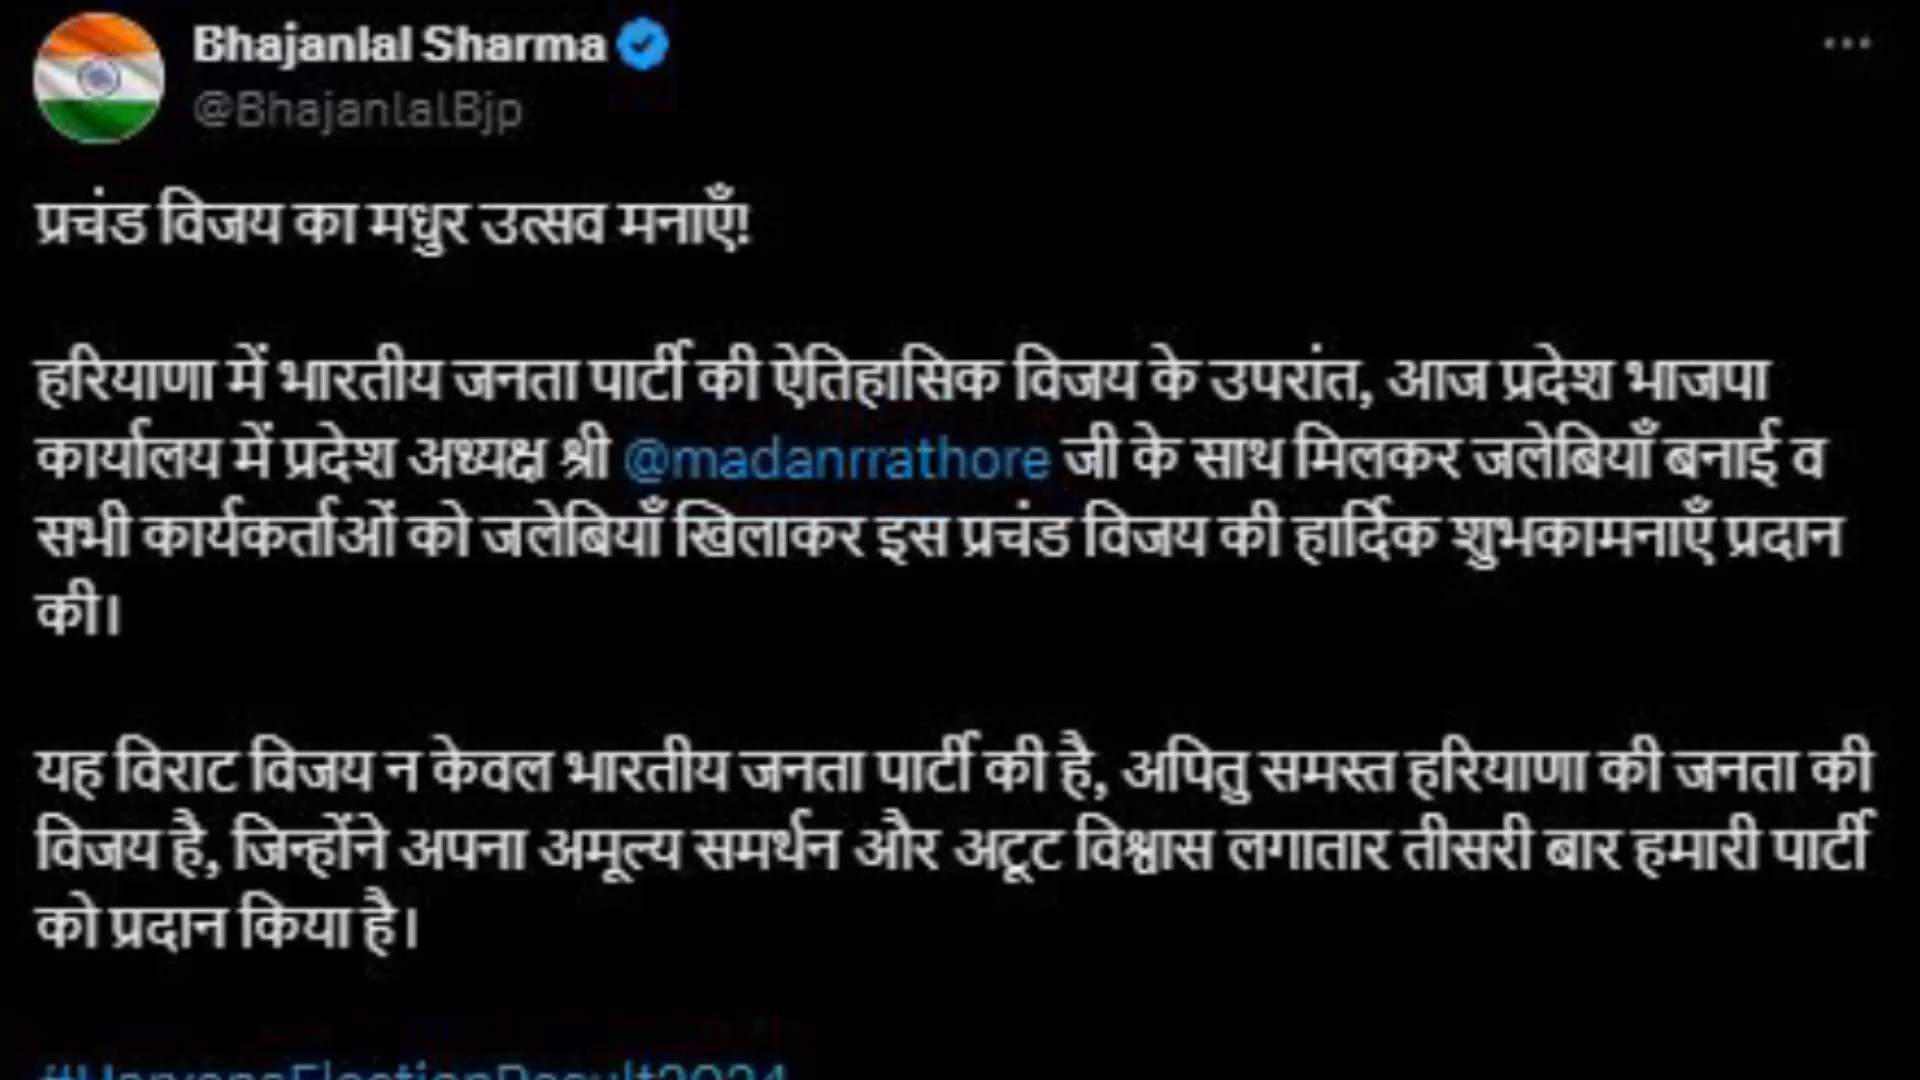 Bhajanlal Sharma
@BhajanlalBjp
प्रचंड विजय का मधुर उत्सव मनाएँ!
हरियाणा में भारतीय जनता पार्टी की ऐतिहासिक विजय के उपरांत, आज प्रदेश भाजपा
कार्यालय में प्रदेश अध्यक्ष श्री @madanrrathore जी के साथ मिलकर जलेबियाँ बनाई व
सभी कार्यकर्ताओं को जलेबियाँ खिलाकर इस प्रचंड विजय की हार्दिक शुभकामनाएँ प्रदान
की।
यह विराट विजय न केवल भारतीय जनता पार्टी की है, अपितु समस्त हरियाणा की जनता की
विजय है, जिन्होंने अपना अमूल्य समर्थन और अटूट विश्वास लगातार तीसरी बार हमारी पार्टी
को प्रदान किया है।
#HaryanaElectionResult2024